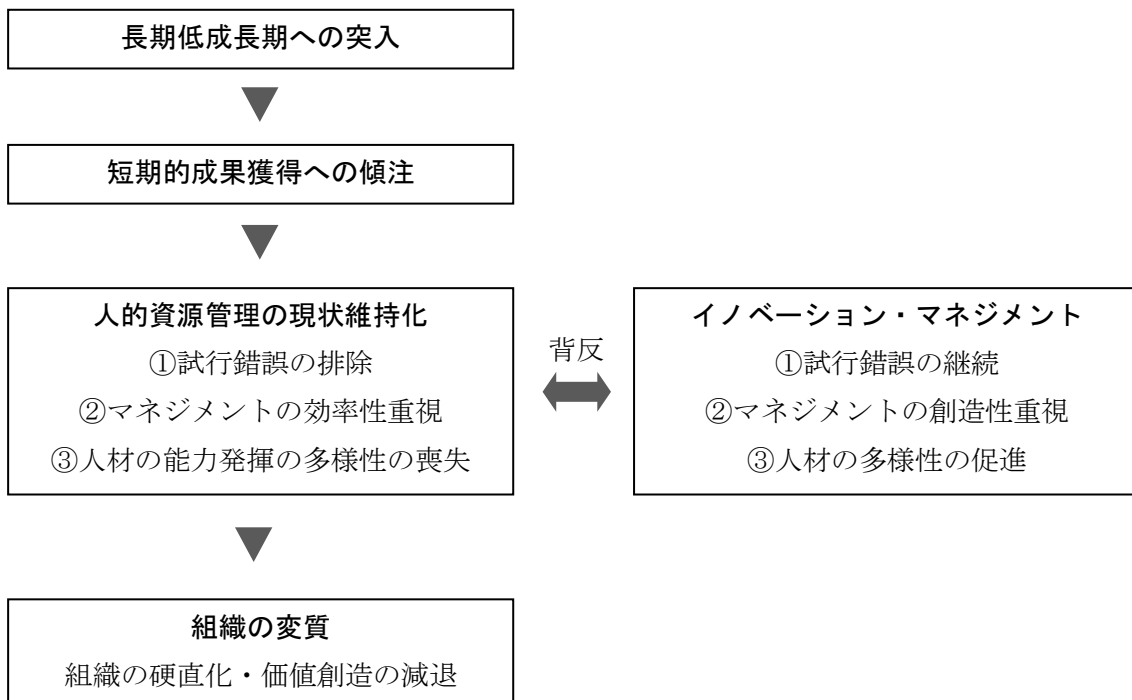 長期低成長期への突入
短期的成果獲得への傾注
人的資源管理の現状維持化
①試行錯誤の排除
②マネジメントの効率性重視
③人材の能力発揮の多様性の喪失
背反
イノベーション・マネジメント
①試行錯誤の継続
②マネジメントの創造性重視
③人材の多様性の促進
組織の変質
組織の硬直化・価値創造の減退